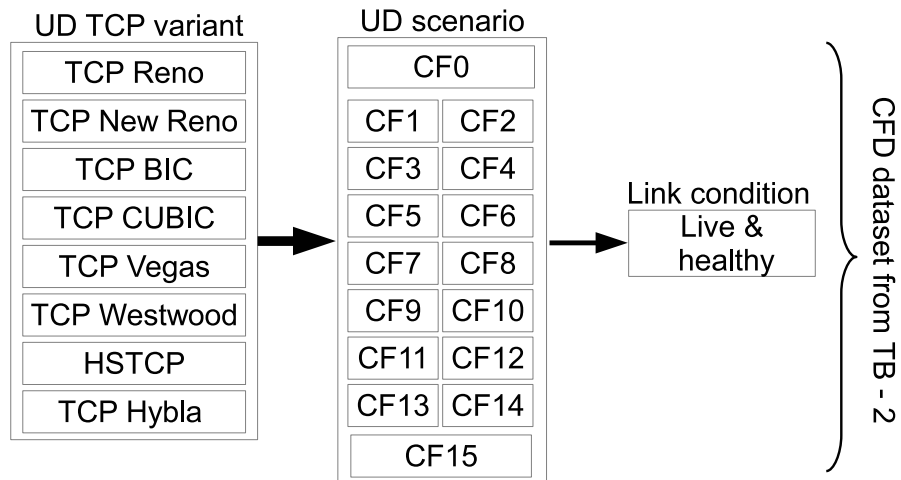 UD TCP variant
TCP Reno
TCP New Reno
TCP BIC
TCP CUBIC
TCP Vegas
TCP Westwood
HSTCP
TCP Hybla
UD scenario
CF0
CF1 CF2
CF3 CF4
CF5 CF6
CF7 CF8
CF9 CF10
CF11 CF12
CF13 CF14
CF15
Link condition
Live &
healthy
CFD dataset from TB - 2